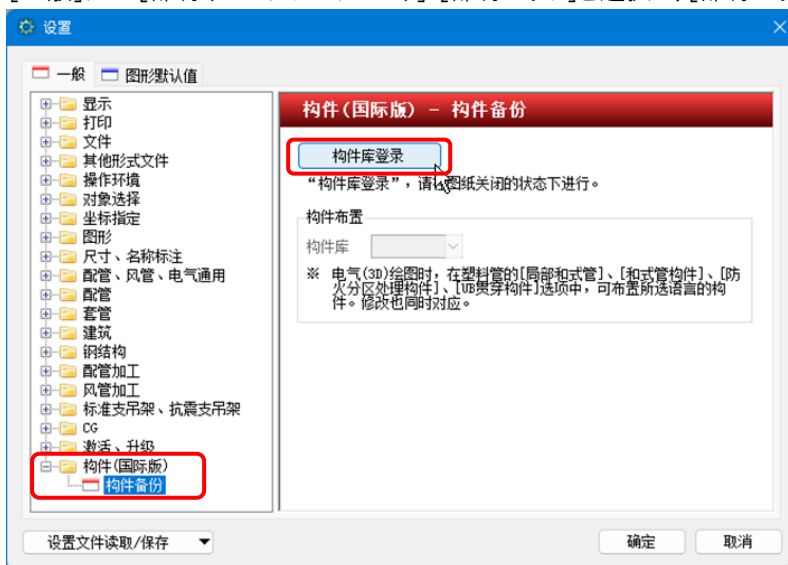 设置
一般
图形默认值
显示
打印
文件
其他形式文件
操作环境
对象选择
坐标指定
图形
尺寸、名称标注
配管、风管、电气通用
配管
套管
建筑
钢结构
配管加工
风管加工
标准支吊架、抗震支吊架
CG
激活、升级
构件(国际版)
构件备份
构件(国际版) - 构件备份
构件库登录
“构件库登录”，请在图纸关闭的状态下进行。
构件布置
构件库
※ 电气(3D)绘图时，在塑料管的[局部和式管]、[和式管构件]、[防
火分区处理构件]、[UB贯穿构件]选项中，可布置所选语言的构
件。修改也同时对应。
设置文件读取/保存
确定
取消